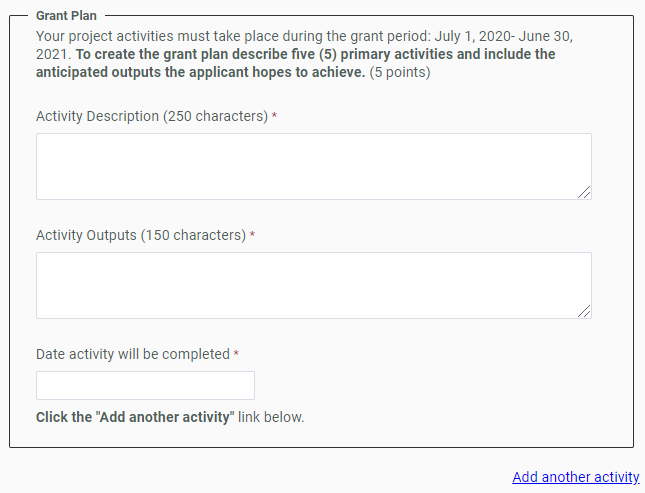 Grant Plan
Your project activities must take place during the grant period: July 1, 2020- June 30,
2021. To create the grant plan describe five (5) primary activities and include the
anticipated outputs the applicant hopes to achieve. (5 points)
Activity Description (250 characters) *
Activity Outputs (150 characters) *
Date activity will be completed *
Click the "Add another activity" link below.
Add another activity